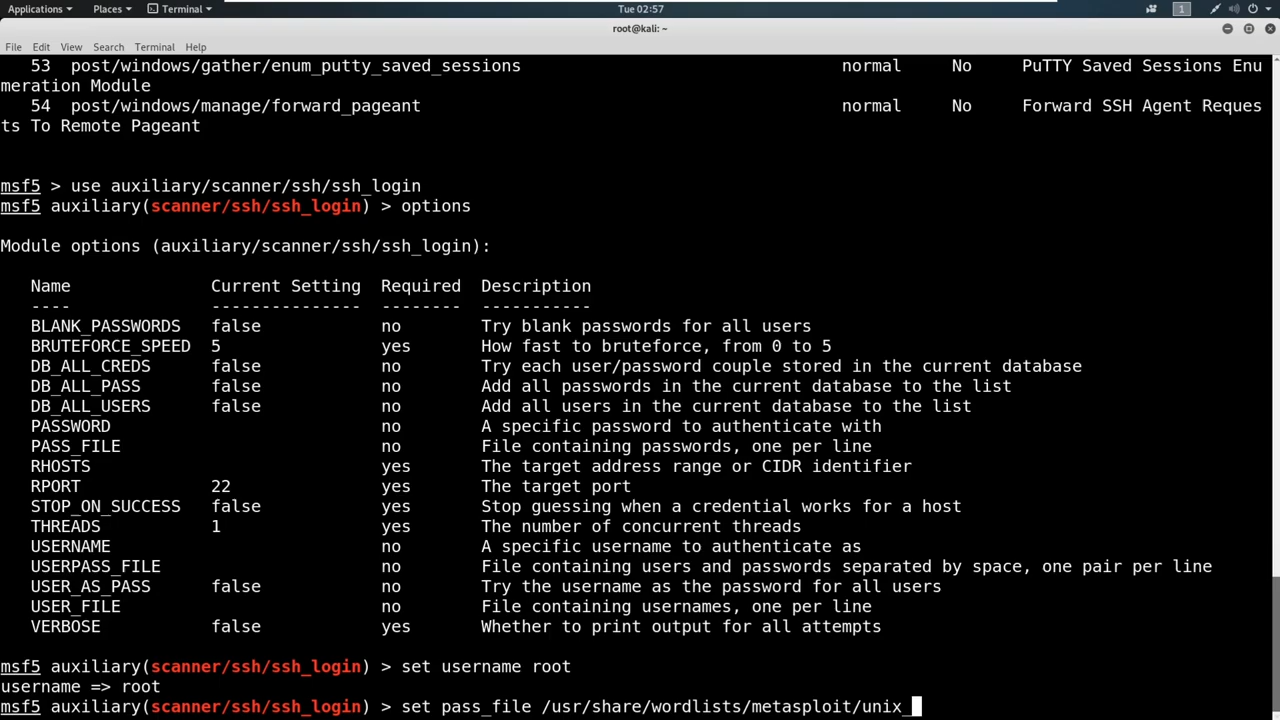 Applications Places Terminal Tue 02:57 1
root@kali: ~
File Edit View Search Terminal Help
53 post/windows/gather/enum_putty_saved_sessions normal No PuTTY Saved Sessions Enu
meration Module
54 post/windows/manage/forward_pageant normal No Forward SSH Agent Reques
ts To Remote Pageant
msf5 > use auxiliary/scanner/ssh/ssh_login
msf5 auxiliary(scanner/ssh/ssh_login) > options
Module options (auxiliary/scanner/ssh/ssh_login):
Name Current Setting Required Description
---- --------------- -------- -----------
BLANK_PASSWORDS false no Try blank passwords for all users
BRUTEFORCE_SPEED 5 yes How fast to bruteforce, from 0 to 5
DB_ALL_CREDS false no Try each user/password couple stored in the current database
DB_ALL_PASS false no Add all passwords in the current database to the list
DB_ALL_USERS false no Add all users in the current database to the list
PASSWORD no A specific password to authenticate with
PASS_FILE no File containing passwords, one per line
RHOSTS yes The target address range or CIDR identifier
RPORT 22 yes The target port
STOP_ON_SUCCESS false yes Stop guessing when a credential works for a host
THREADS 1 yes The number of concurrent threads
USERNAME no A specific username to authenticate as
USERPASS_FILE no File containing users and passwords separated by space, one pair per line
USER_AS_PASS false no Try the username as the password for all users
USER_FILE no File containing usernames, one per line
VERBOSE false yes Whether to print output for all attempts
msf5 auxiliary(scanner/ssh/ssh_login) > set username root
username => root
msf5 auxiliary(scanner/ssh/ssh_login) > set pass_file /usr/share/wordlists/metasploit/unix_